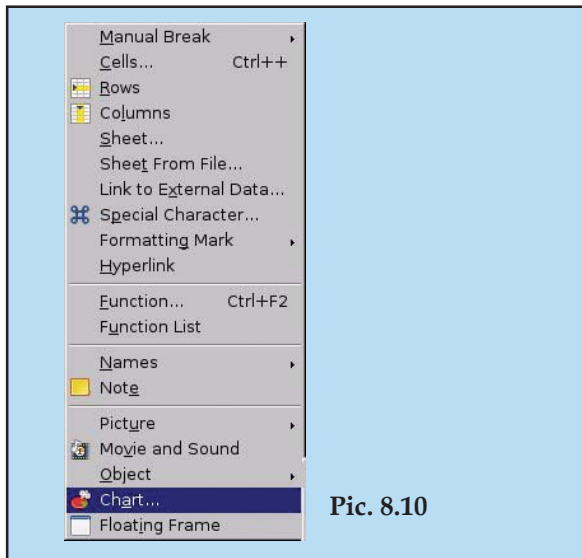 Manual Break
Cells... Ctrl++
Rows
Columns
Sheet...
Sheet From File...
Link to External Data...
Special Character...
Formatting Mark
Hyperlink
Function... Ctrl+F2
Function List
Names
Note
Picture
Movie and Sound
Object
Chart...
Floating Frame
Pic. 8.10